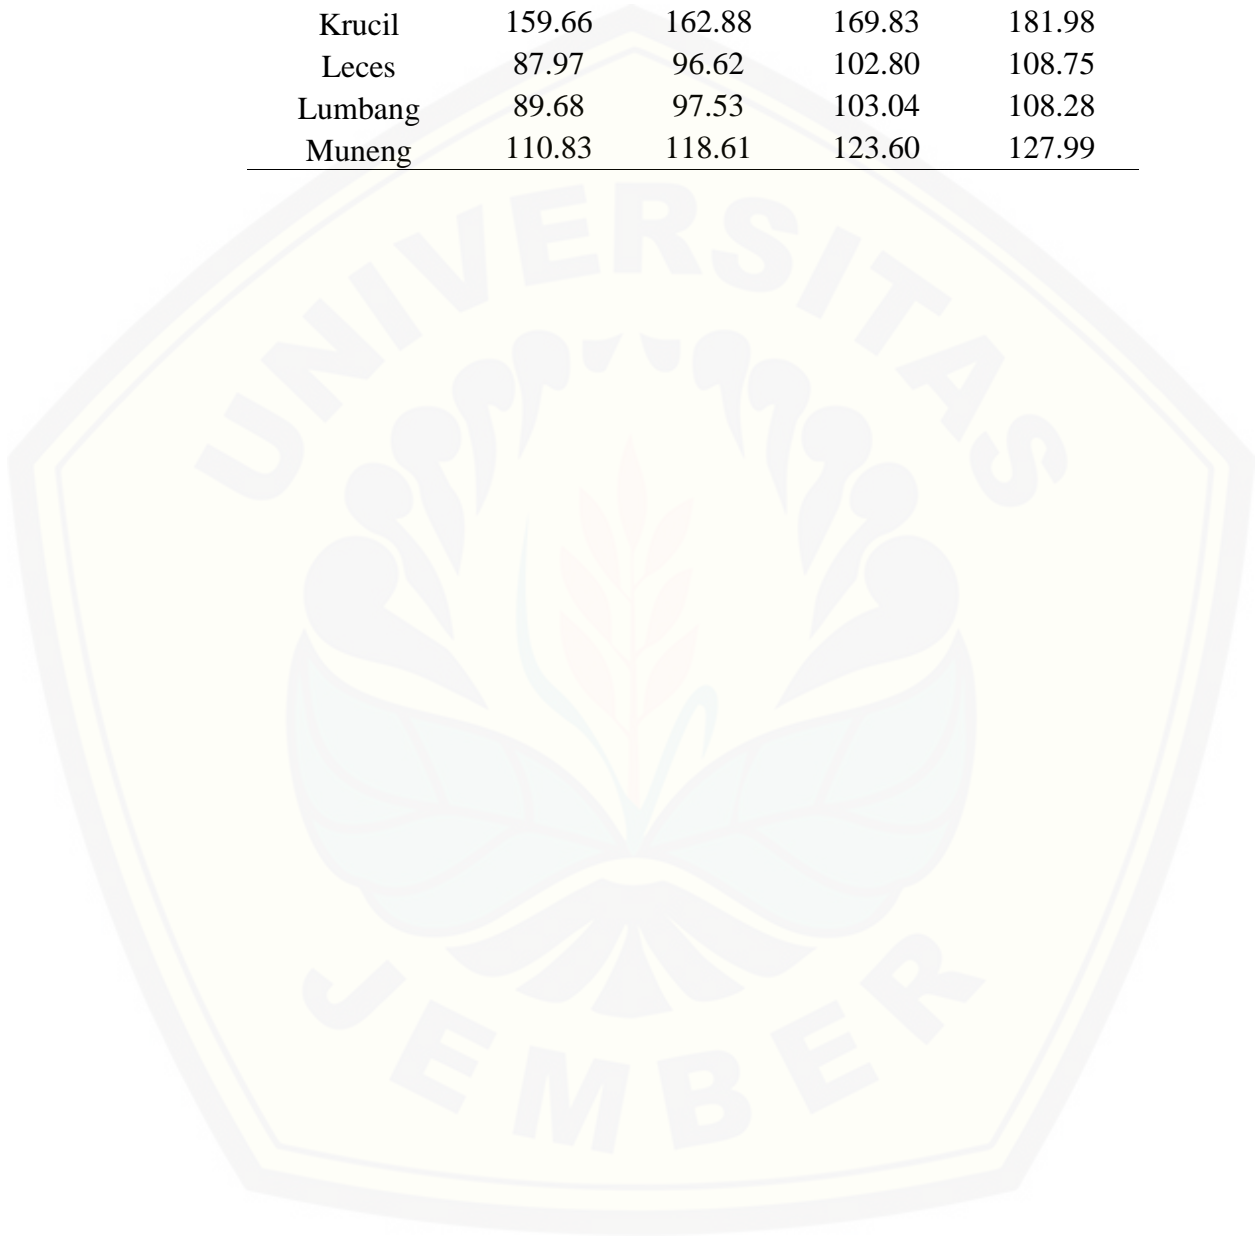 Krucil 159.66 162.88 169.83 181.98
Leces 87.97 96.62 102.80 108.75
Lumbang 89.68 97.53 103.04 108.28
Muneng 110.83 118.61 123.60 127.99
UNIVERSITAS
JEMBER